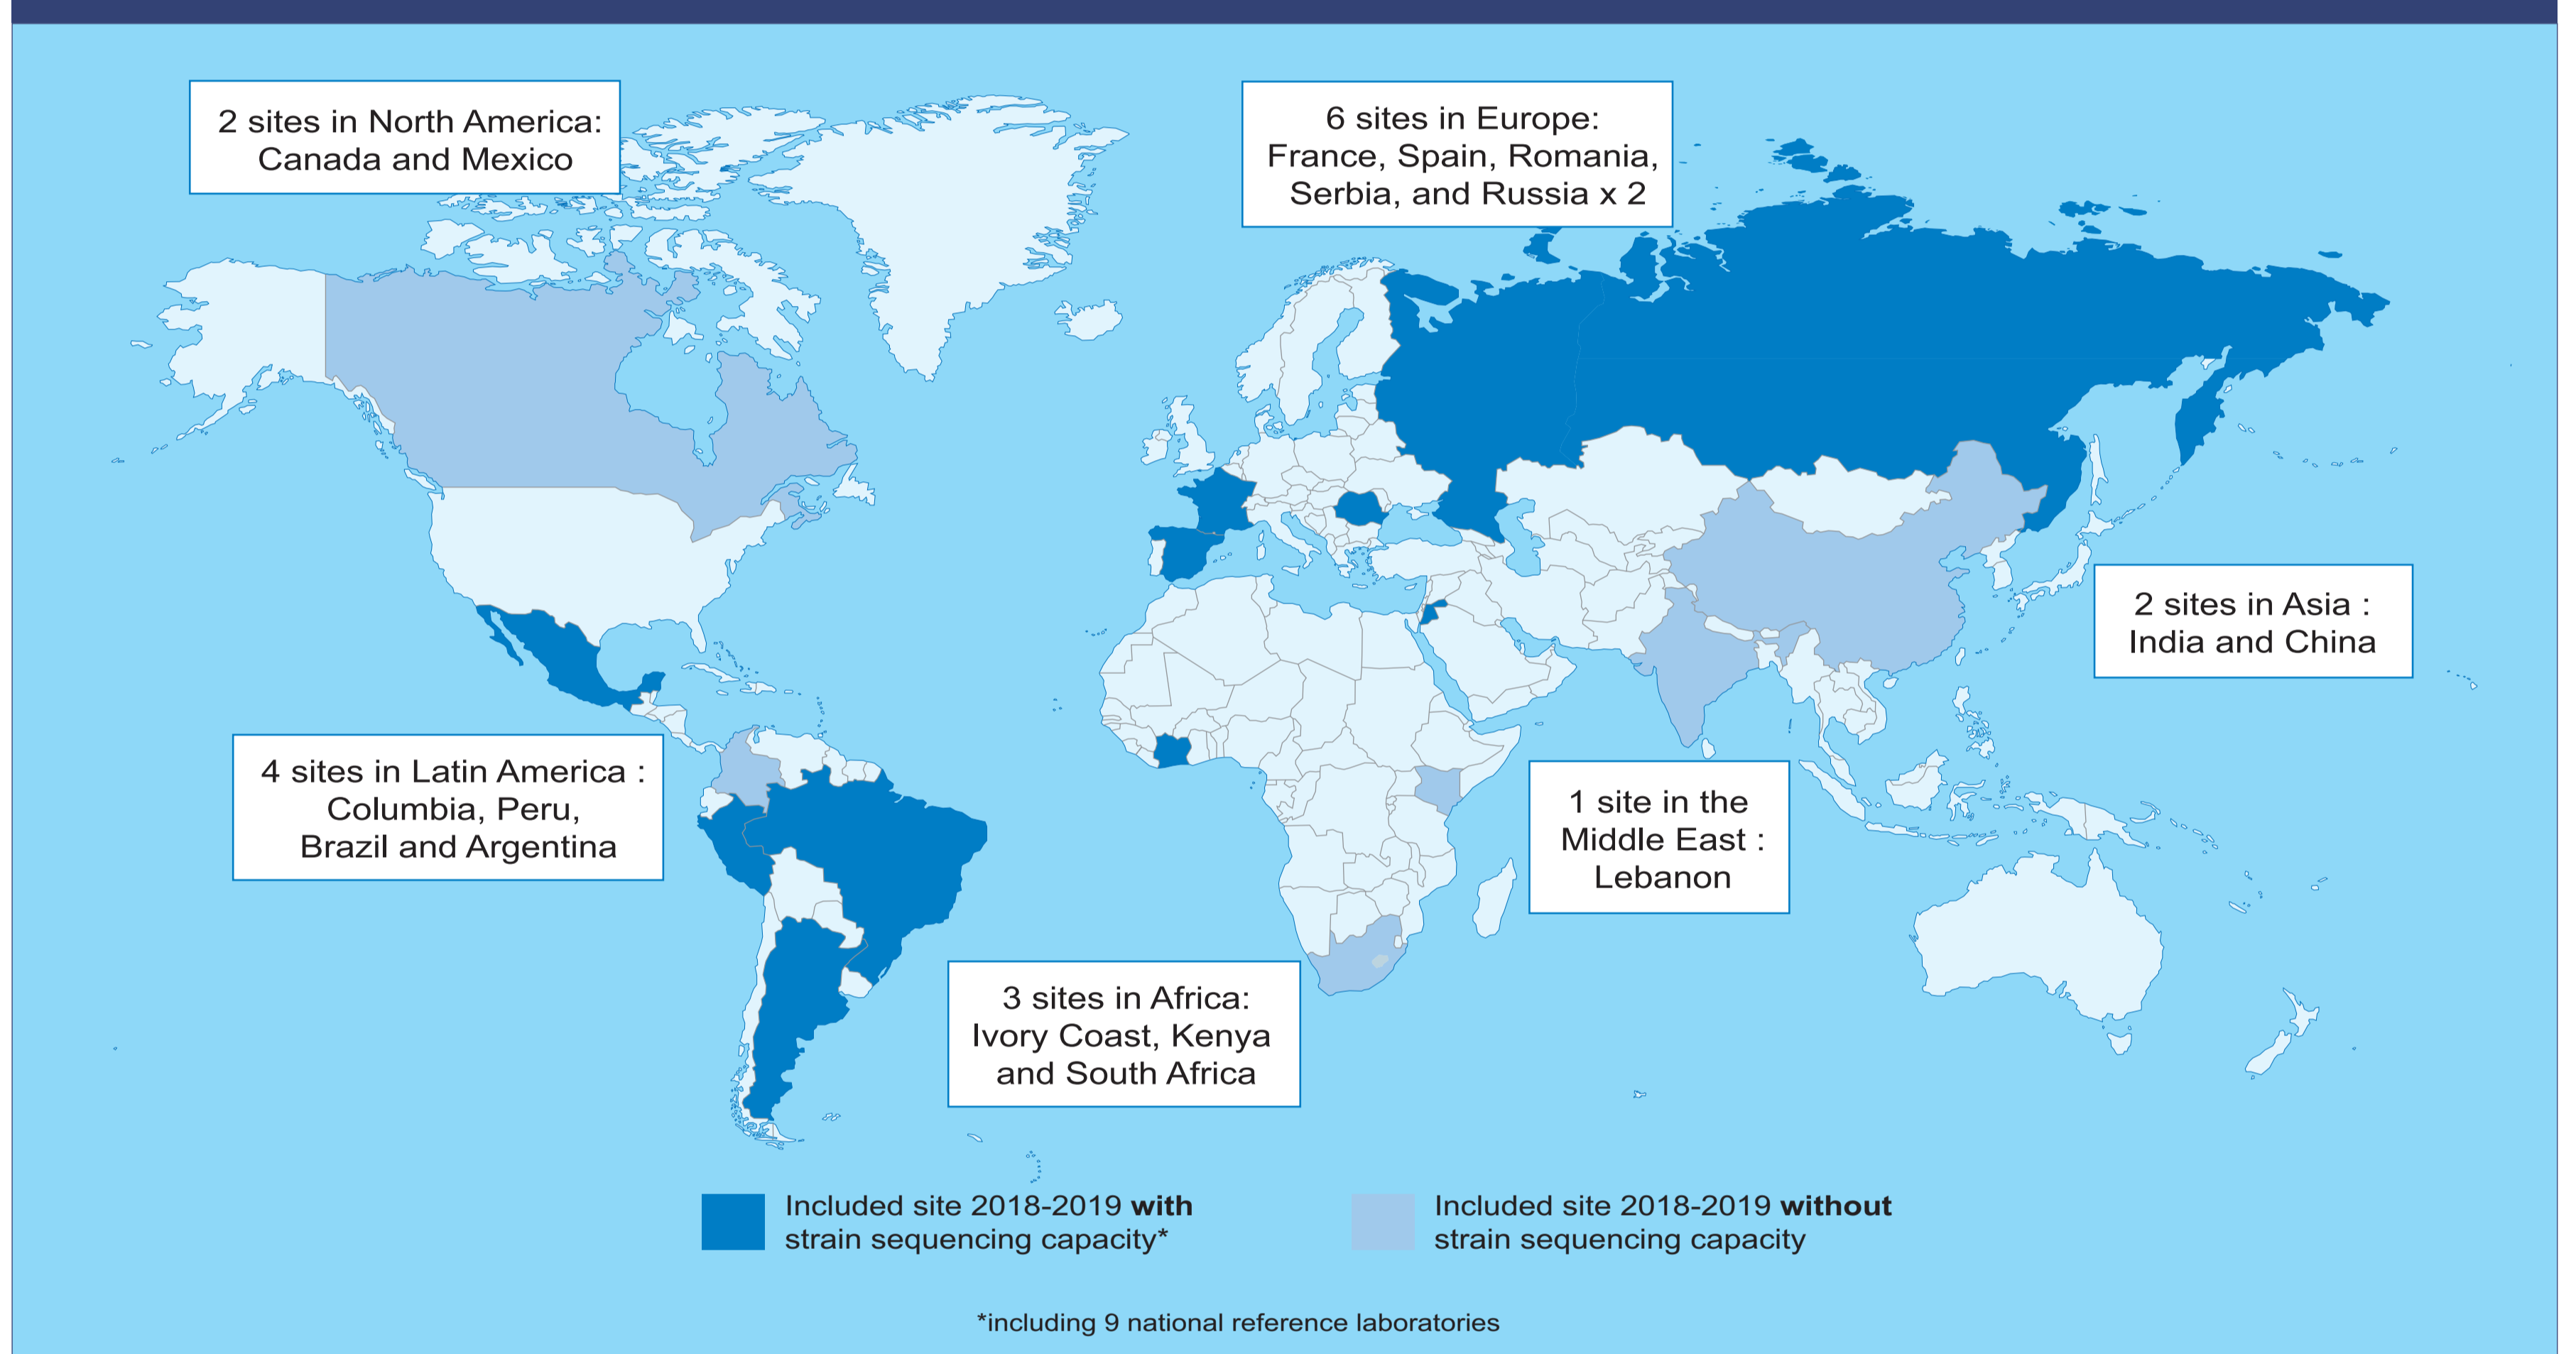 2 sites in North America:
Canada and Mexico
6 sites in Europe:
France, Spain, Romania,
Serbia, and Russia x 2
2 sites in Asia :
India and China
4 sites in Latin America :
Columbia, Peru,
Brazil and Argentina
1 site in the
Middle East :
Lebanon
3 sites in Africa:
Ivory Coast, Kenya
and South Africa
Included site 2018-2019 with
strain sequencing capacity*
Included site 2018-2019 without
strain sequencing capacity
*including 9 national reference laboratories